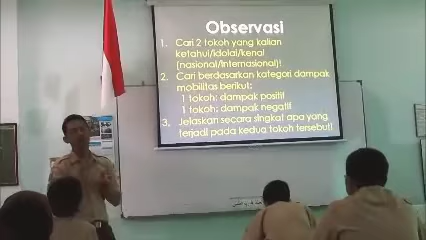 Observasi
1. Cari 2 tokoh yang kalian
ketahui/idolai/kenal
(nasional/internasional)!
2. Cari berdasarkan kategori dampak
mobilitas berikut:
1 tokoh: dampak positif
1 tokoh: dampak negatif
3. Jelaskan secara singkat apa yang
terjadi pada kedua tokoh tersebut!